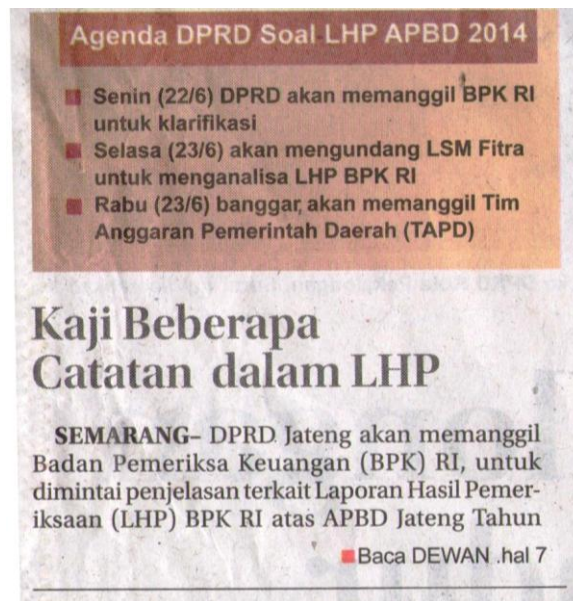 Agenda DPRD Soal LHP APBD 2014
Senin (22/6) DPRD akan memanggil BPK RI
untuk klarifikasi
Selasa (23/6) akan mengundang LSM Fitra
untuk menganalisa LHP BPK RI
Rabu (23/6) banggar, akan memanggil Tim
Anggaran Pemerintah Daerah (TAPD)
Kaji Beberapa
Catatan dalam LHP
SEMARANG– DPRD Jateng akan memanggil
Badan Pemeriksa Keuangan (BPK) RI, untuk
dimintai penjelasan terkait Laporan Hasil Pemer-
iksaan (LHP) BPK RI atas APBD Jateng Tahun
Baca DEWAN .hal 7